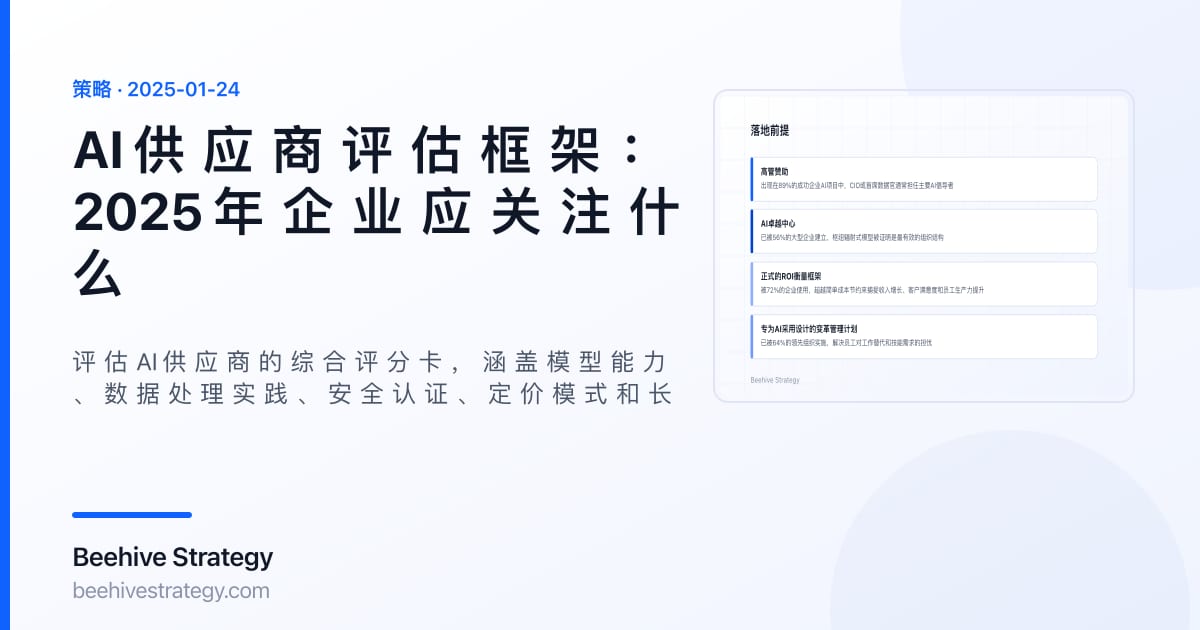 策略 · 2025-01-24
AI供应商评估框架：
2025年企业应关注什
么
评估AI供应商的综合评分卡，涵盖模型能力
、数据处理实践、安全认证、定价模式和长
Beehive Strategy
beehivestrategy.com
落地前提
高管赞助
出现在89%的成功企业AI项目中，CIO或首席数据官通常担任主要AI倡导者
AI卓越中心
已被56%的大型企业建立，枢纽辐射式模型被证明是最有效的组织结构
正式的ROI衡量框架
被72%的企业使用，超越简单成本节约来捕捉收入增长、客户满意度和员工生产力提升
专为AI采用设计的变革管理计划
已被64%的领先组织实施，解决员工对工作替代和技能需求的担忧
Beehive Strategy